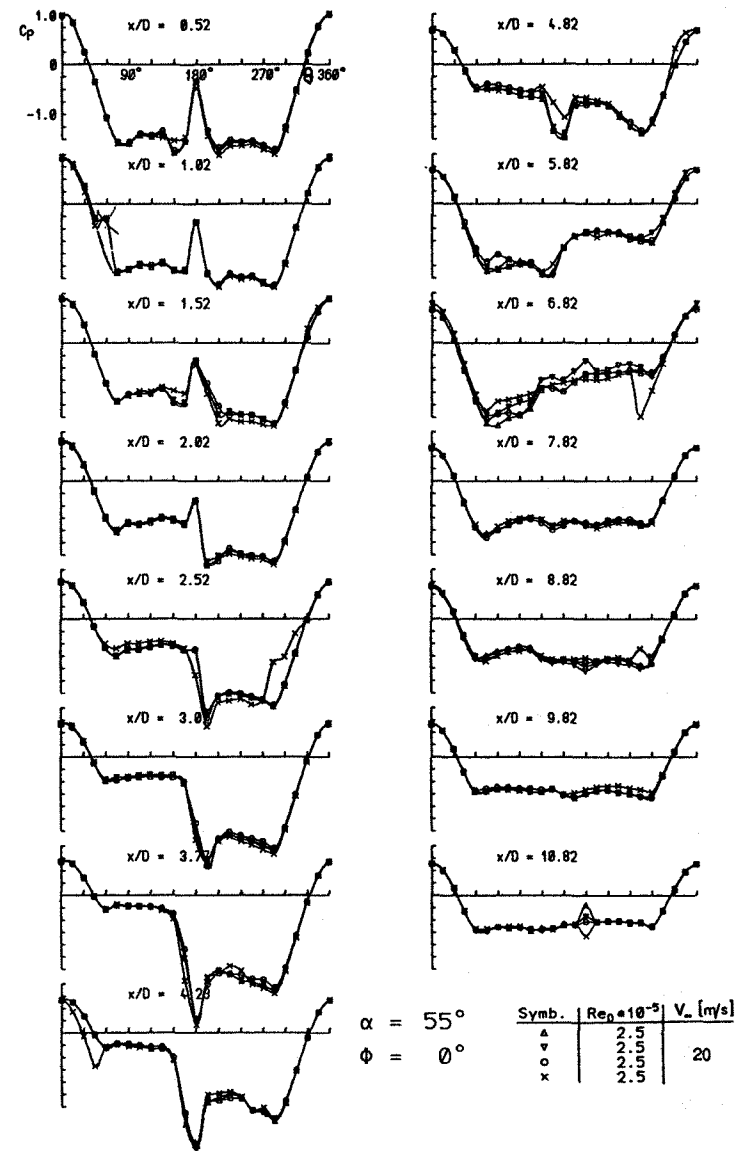 1.0
Cp
x/D = 0.52
0
90° 180° 270° 360°
-1.0
x/D = 1.02
x/D = 1.52
x/D = 2.02
x/D = 2.52
x/D = 3.0
x/D = 3.77
x/D = 4.28
x/D = 4.82
x/D = 5.82
x/D = 6.82
x/D = 7.82
x/D = 8.82
x/D = 9.82
x/D = 10.82
α = 55°
Φ = 0°
Symb. Re_D *10^-5 V_∞ [m/s]
△ 2.5
▽ 2.5
○ 2.5
× 2.5
20